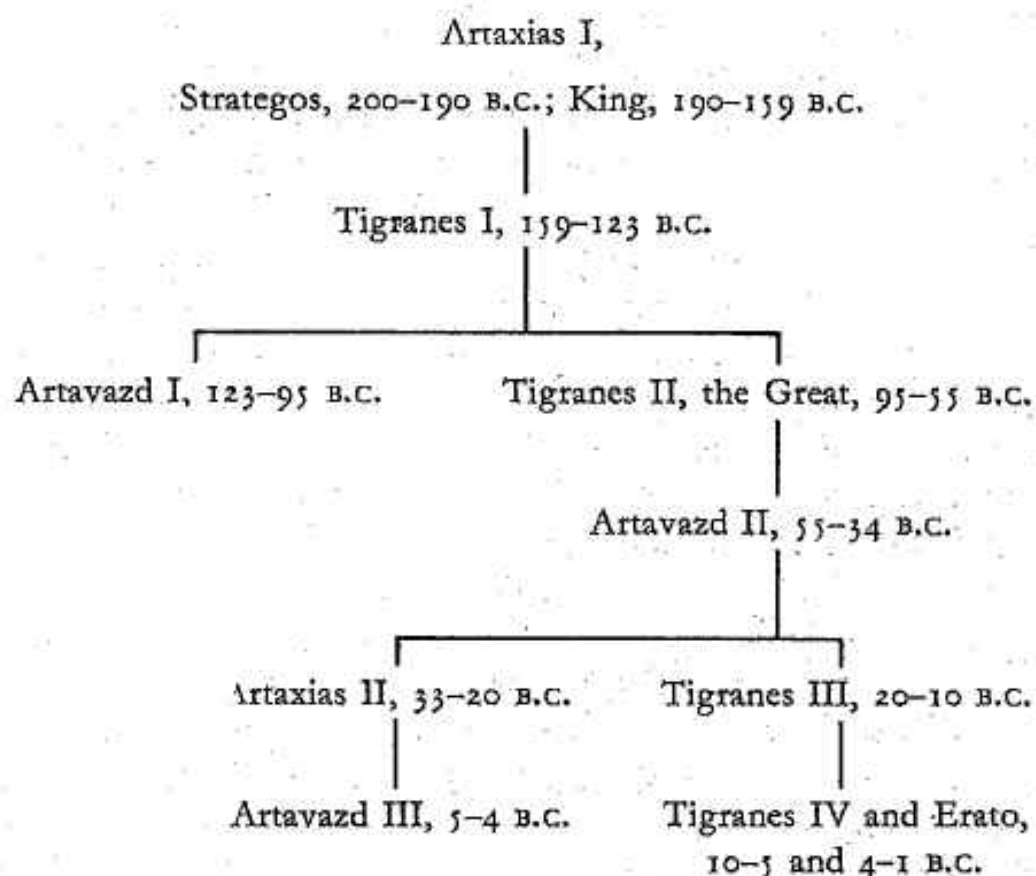 Artaxias I,
Strategos, 200–190 B.C.; King, 190–159 B.C.
Tigranes I, 159–123 B.C.
Artavazd I, 123–95 B.C.
Tigranes II, the Great, 95–55 B.C.
Artavazd II, 55–34 B.C.
Artaxias II, 33–20 B.C.
Tigranes III, 20–10 B.C.
Artavazd III, 5–4 B.C.
Tigranes IV and Erato,
10–5 and 4–1 B.C.